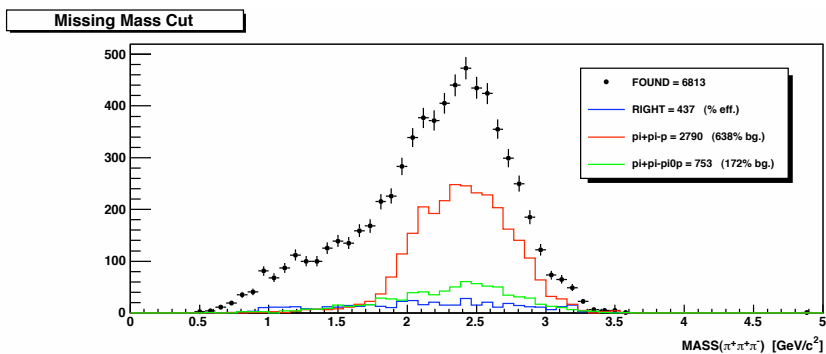 Missing Mass Cut
500
400
300
200
100
0
0 0.5 1 1.5 2 2.5 3 3.5 4 4.5 5
FOUND = 6813
RIGHT = 437 (% eff.)
pi+pi-p = 2790 (638% bg.)
pi+pi-pi0p = 753 (172% bg.)
MASS(π⁺π⁺π⁻) [GeV/c²]